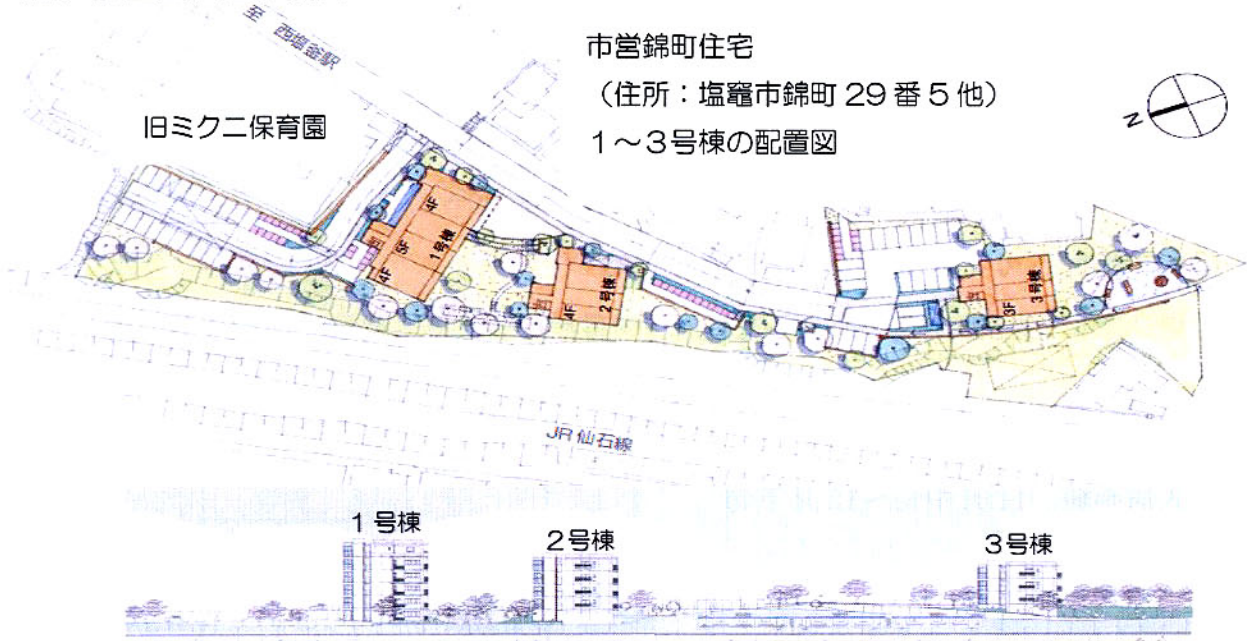 市営錦町住宅
（住所：塩竈市錦町29番5他）
1～3号棟の配置図
至 西塩釜駅
旧ミクニ保育園
N
4F
5F
4F
1号棟
4F
2号棟
3F
3号棟
JR仙石線
1号棟
2号棟
3号棟